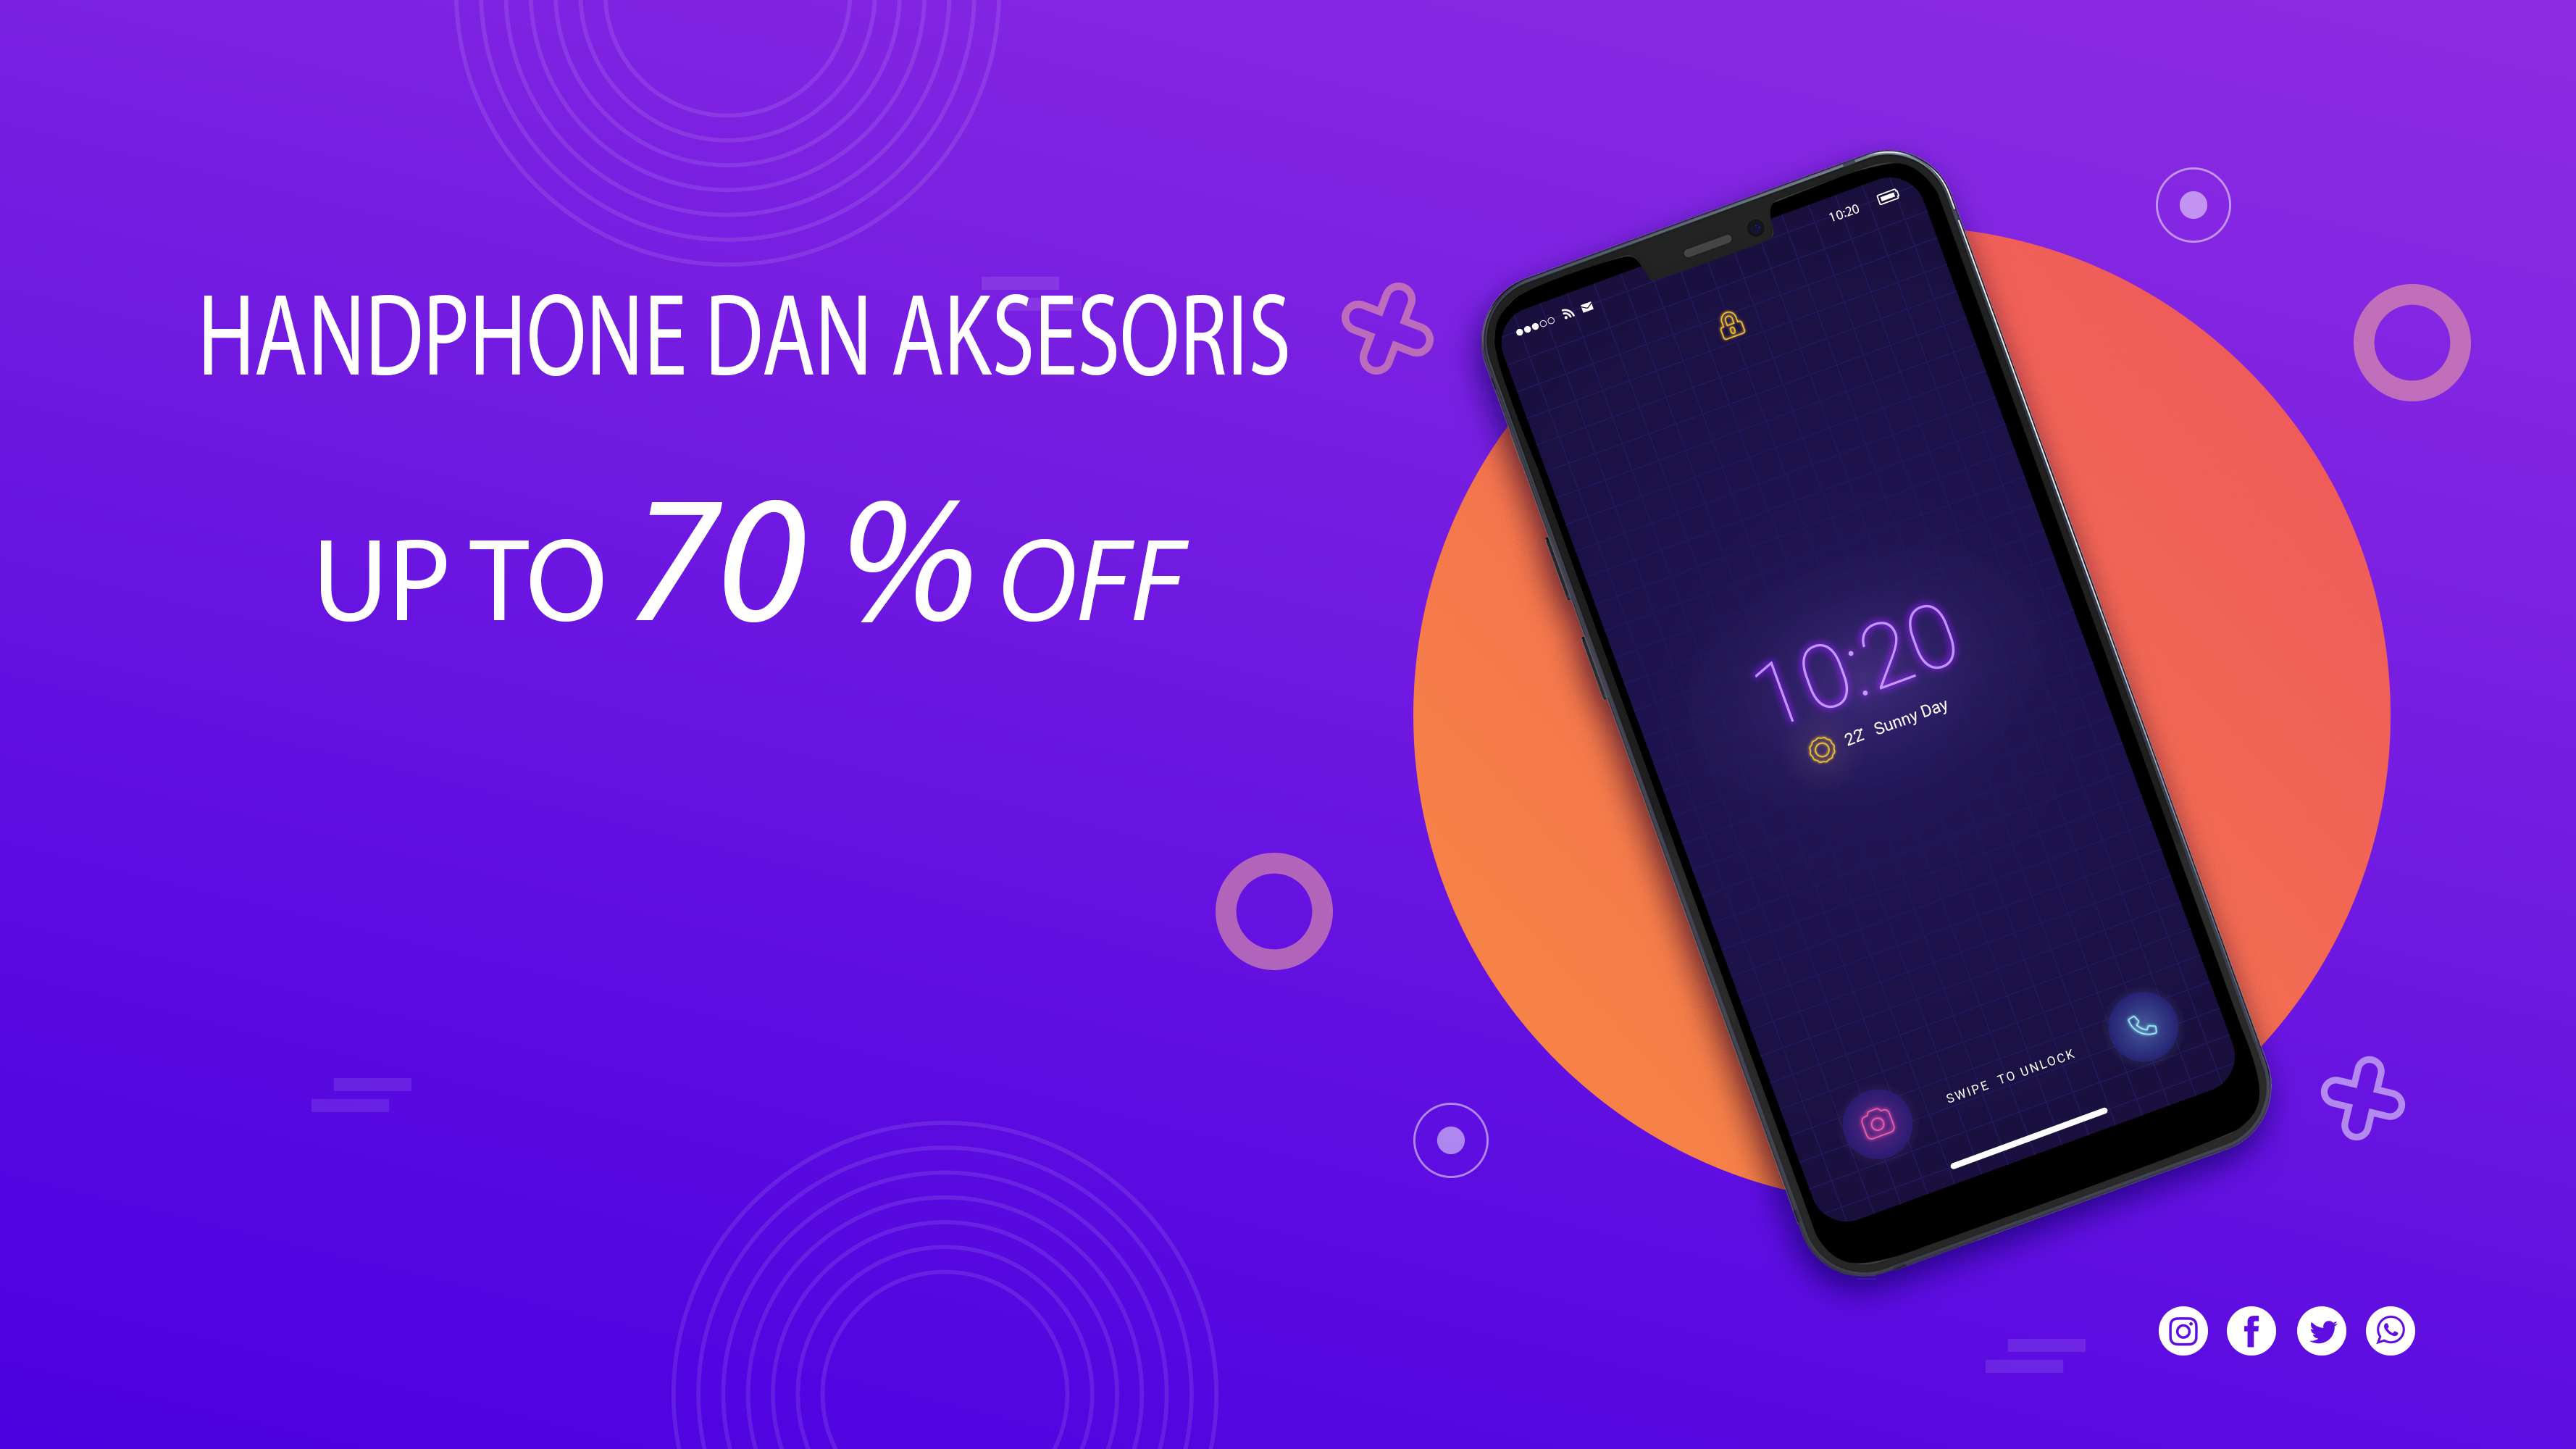 HANDPHONE DAN AKSESORIS
UP TO 70 % OFF
10:20
10:20
22° Sunny Day
SWIPE TO UNLOCK